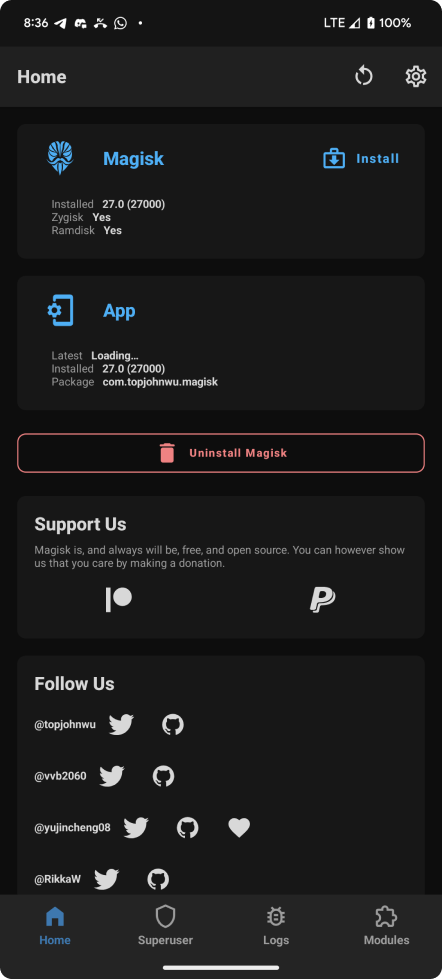 8:36 LTE 100%
Home
Magisk Install
Installed 27.0 (27000)
Zygisk Yes
Ramdisk Yes
App
Latest Loading...
Installed 27.0 (27000)
Package com.topjohnwu.magisk
Uninstall Magisk
Support Us
Magisk is, and always will be, free, and open source. You can however show
us that you care by making a donation.
Follow Us
@topjohnwu
@vvb2060
@yujincheng08
@RikkaW
Home Superuser Logs Modules